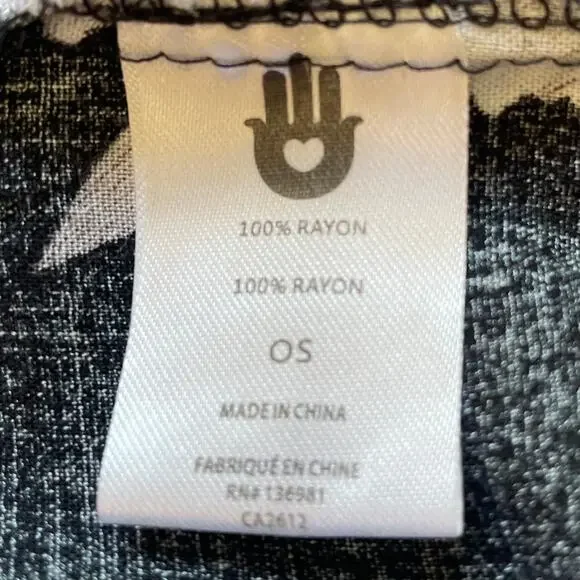 100% RAYON
100% RAYON
OS
MADE IN CHINA
FABRIQUÉ EN CHINE
RN# 136981
CA2612